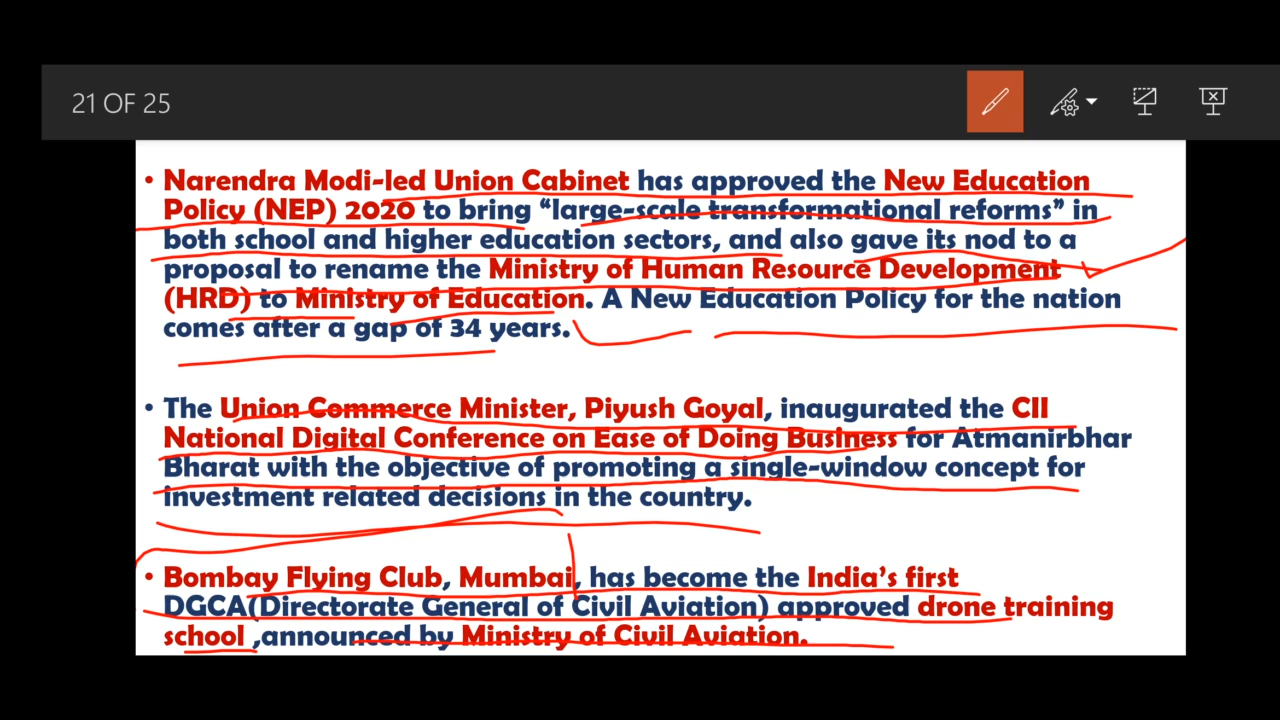 21 OF 25
• Narendra Modi-led Union Cabinet has approved the New Education
Policy (NEP) 2020 to bring “large-scale transformational reforms” in
both school and higher education sectors, and also gave its nod to a
proposal to rename the Ministry of Human Resource Development
(HRD) to Ministry of Education. A New Education Policy for the nation
comes after a gap of 34 years.
• The Union Commerce Minister, Piyush Goyal, inaugurated the CII
National Digital Conference on Ease of Doing Business for Atmanirbhar
Bharat with the objective of promoting a single-window concept for
investment related decisions in the country.
• Bombay Flying Club, Mumbai, has become the India’s first
DGCA(Directorate General of Civil Aviation) approved drone training
school ,announced by Ministry of Civil Aviation.